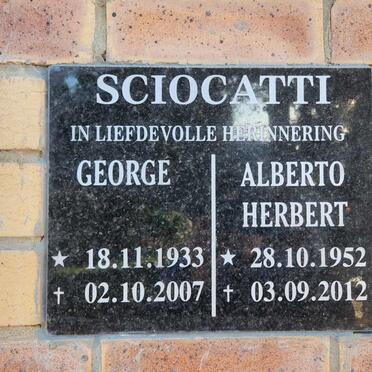 SCIOCATTI
IN LIEFDEVOLLE HERINNERING
GEORGE
★ 18.11.1933
† 02.10.2007
ALBERTO
HERBERT
★ 28.10.1952
† 03.09.2012